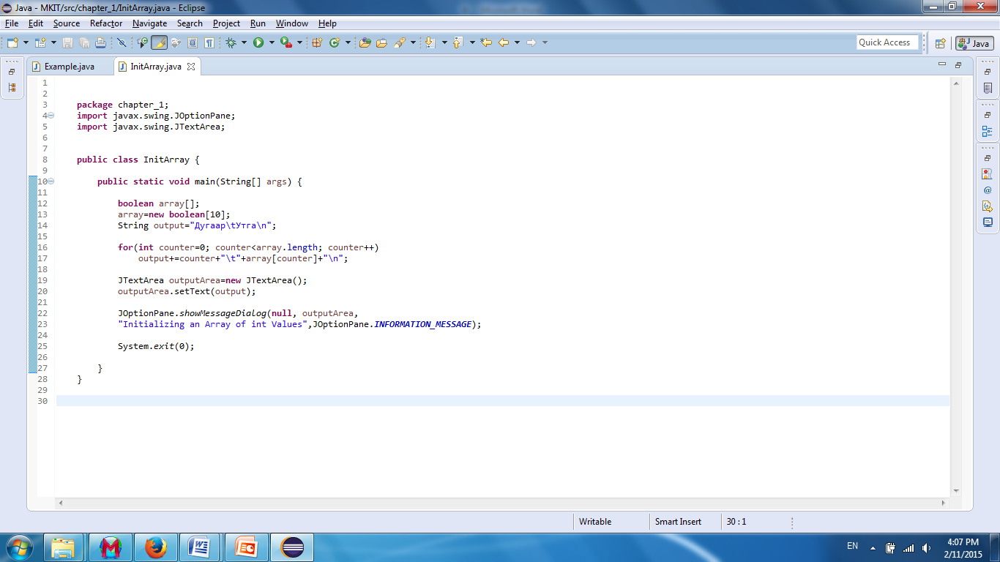 Java - MKIT/src/chapter_1/InitArray.java - Eclipse
File Edit Source Refactor Navigate Search Project Run Window Help
Quick Access
Java
Example.java
InitArray.java
1
2
3 package chapter_1;
4 import javax.swing.JOptionPane;
5 import javax.swing.JTextArea;
6
7
8 public class InitArray {
9
10 public static void main(String[] args) {
11
12 boolean array[];
13 array=new boolean[10];
14 String output="Дугаар\tУтга\n";
15
16 for(int counter=0; counter<array.length; counter++)
17 output+=counter+"\t"+array[counter]+"\n";
18
19 JTextArea outputArea=new JTextArea();
20 outputArea.setText(output);
21
22 JOptionPane.showMessageDialog(null, outputArea,
23 "Initializing an Array of int Values",JOptionPane.INFORMATION_MESSAGE);
24
25 System.exit(0);
26
27 }
28 }
29
30
Writable
Smart Insert
30 : 1
EN
4:07 PM
2/11/2015